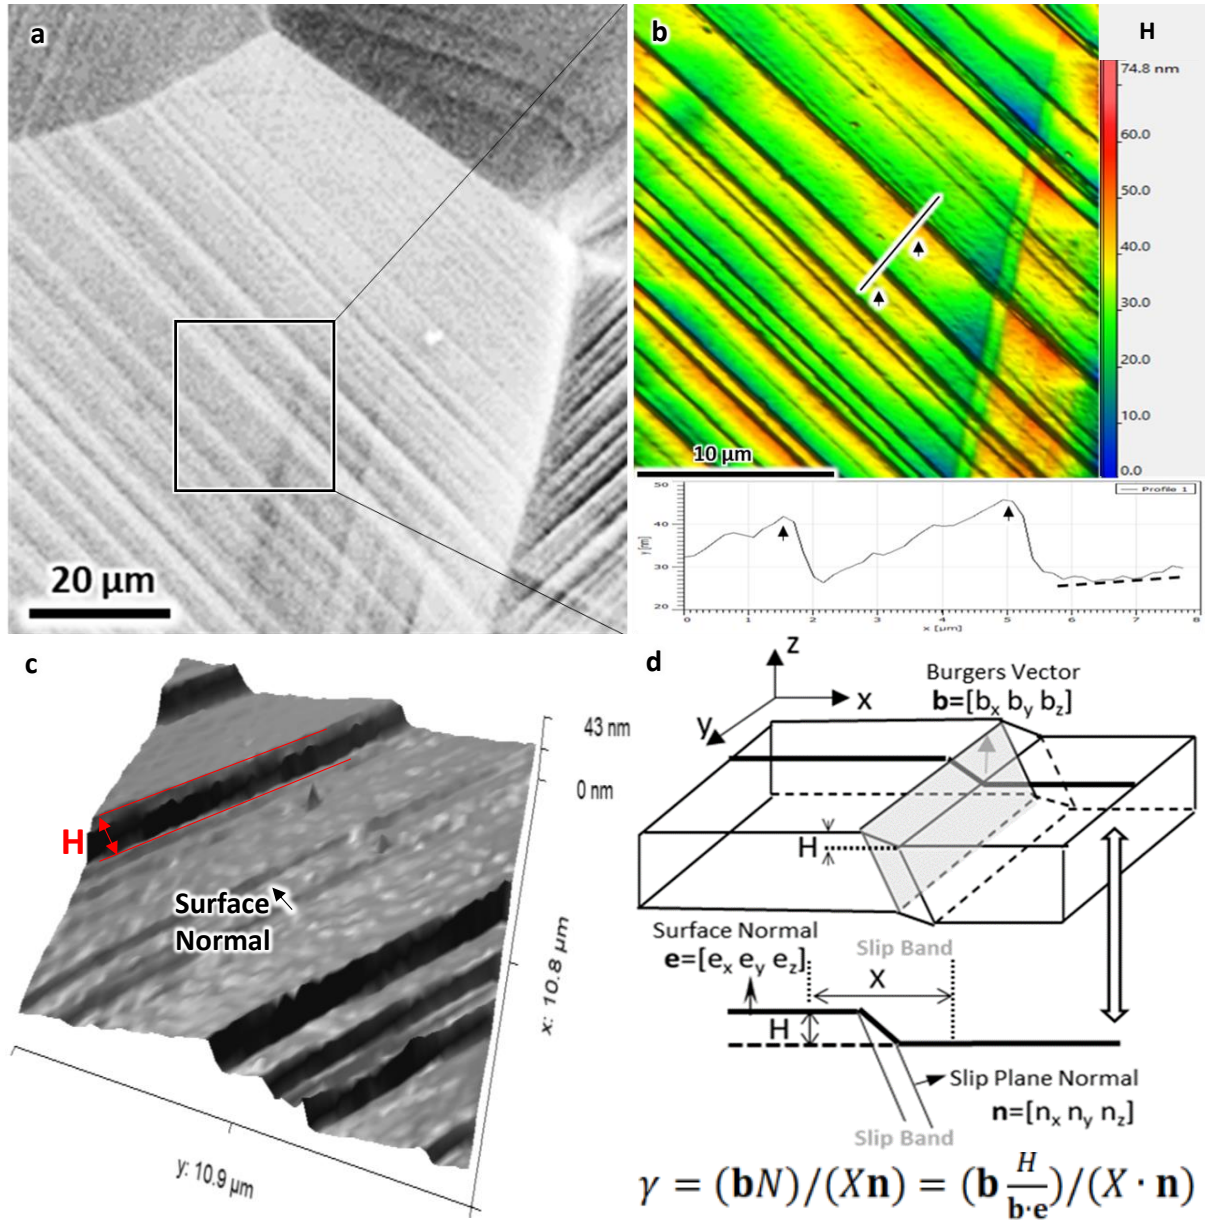 a
20 µm
b
H
74.8 nm
60.0
50.0
40.0
30.0
20.0
10.0
0.0
10 µm
50
40
30
20
y [nm]
Profile 1
0 1 2 3 4 5 6 7 8
x [µm]
c
43 nm
0 nm
H
Surface
Normal
x: 10.8 µm
y: 10.9 µm
d
z
x
y
Burgers Vector
b=[bx by bz]
H
Surface Normal
e=[ex ey ez]
Slip Band
X
H
Slip Plane Normal
n=[nx ny nz]
Slip Band
γ = (bN)/(Xn) = (b H/b·e)/(X · n)